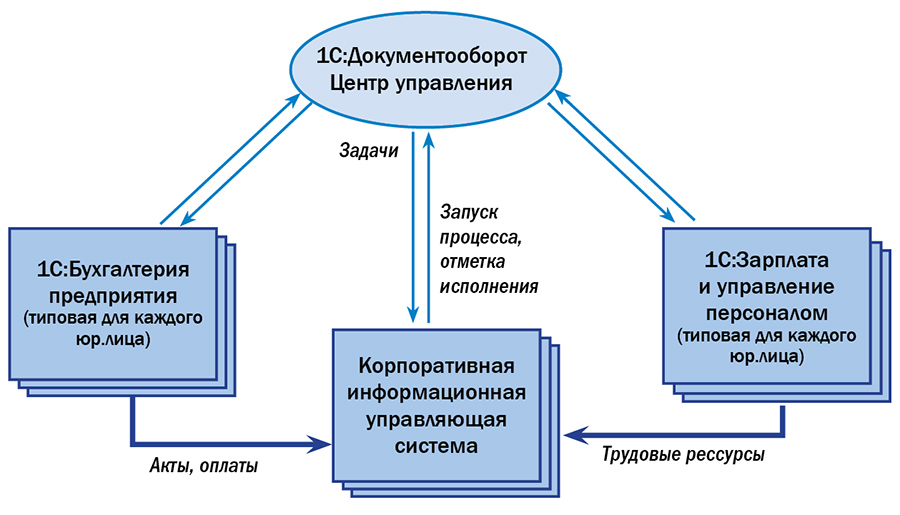 1С:Документооборот
Центр управления
Задачи
Запуск
процесса,
отметка
исполнения
1С:Бухгалтерия
предприятия
(типовая для каждого
юр.лица)
1С:Зарплата
и управление
персоналом
(типовая для каждого
юр.лица)
Корпоративная
информационная
управляющая
система
Акты, оплаты
Трудовые рессурсы